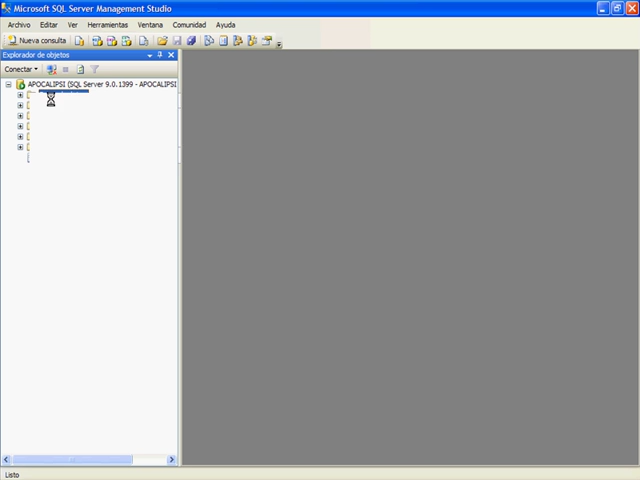 Microsoft SQL Server Management Studio
Archivo Editar Ver Herramientas Ventana Comunidad Ayuda
Nueva consulta
Explorador de objetos
Conectar
APOCALIPSI (SQL Server 9.0.1399 - APOCALIPSI
Listo